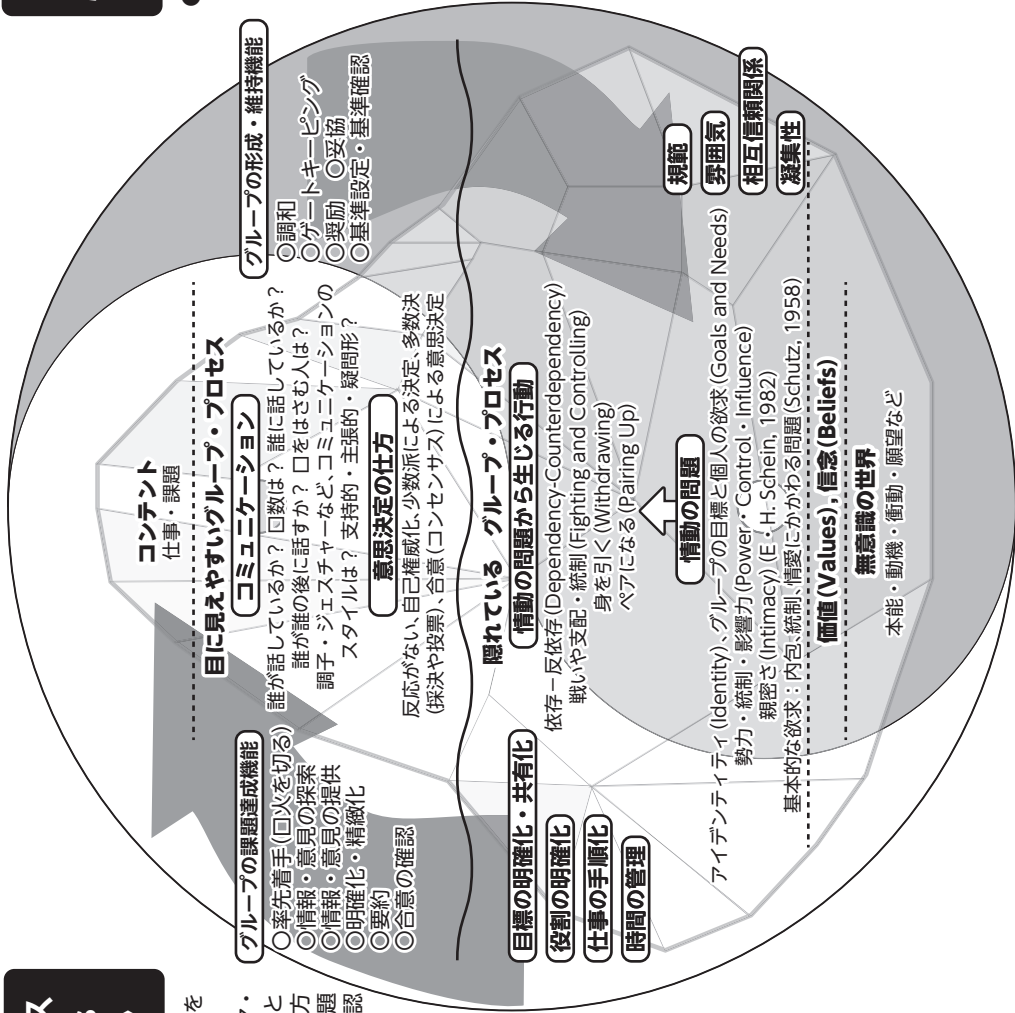 コンテント
仕事・課題
目に見えやすいグループ・プロセス
コミュニケーション
誰が話しているか？ 回数は？ 誰に話しているか？
誰が誰の後に話すか？ 口をはさむ人は？
調子・ジェスチャーなど、コミュニケーションの
スタイルは？ 支持的・主張的・疑問形？
意思決定の仕方
反応がない、自己権威化、少数派による決定、多数決
(採決や投票)、合意(コンセンサス)による意思決定
グループの課題達成機能
○率先着手(口火を切る)
○情報・意見の探索
○情報・意見の提供
○明確化・精緻化
○要約
○合意の確認
グループの形成・維持機能
○調和
○ゲートキーピング
○奨励 ○妥協
○基準設定・基準確認
隠れている グループ・プロセス
情動の問題から生じる行動
依存－反依存(Dependency-Counterdependency)
戦いや支配・統制(Fighting and Controlling)
身を引く(Withdrawing)
ペアになる(Pairing Up)
情動の問題
アイデンティティ(Identity)、グループの目標と個人の欲求(Goals and Needs)
勢力・統制・影響力(Power・Control・Influence)
親密さ(Intimacy)(E・H. Schein, 1982)
基本的な欲求：内包、統制、情愛にかかわる問題(Schutz, 1958)
目標の明確化・共有化
役割の明確化
仕事の手順化
時間の管理
規範
雰囲気
相互信頼関係
凝集性
価値(Values)，信念(Beliefs)
無意識の世界
本能・動機・衝動・願望など
ス
を
と
方
題
認